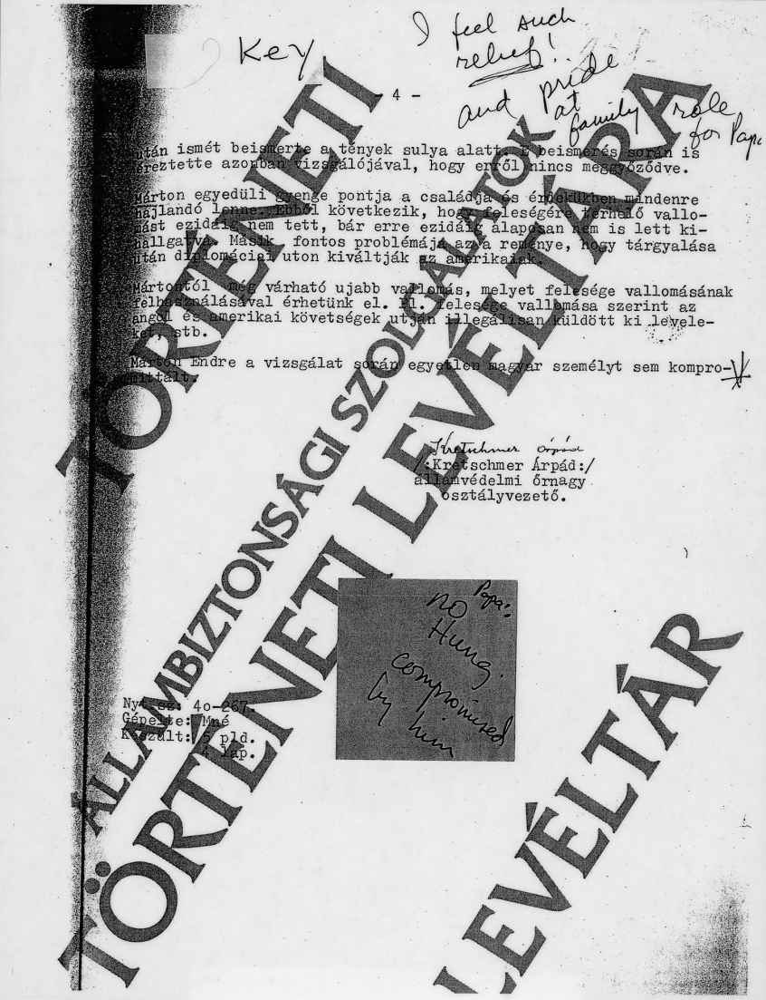 Key
I feel such
relief!
and pride
at
family role
for Papa
- 4 -
után ismét beismerte a tények sulya alatt. E beismerés során is
éreztette azonban vizsgálójával, hogy erről nincs meggyőződve.
Márton egyedüli gyenge pontja a családja és érdekükben mindenre
hajlandó lenne. Ebből következik, hogy feleségére terhelő vallo-
mást ezidáig nem tett, bár erre ezidáig alaposan nem is lett ki-
hallgatva. Másik fontos problémája az a reménye, hogy tárgyalása
után diplomáciai uton kiváltják az amerikaiak.
Mártontól még várható ujabb vallomás, melyet felesége vallomásának
felhasználásával érhetünk el. Pl. felesége vallomása szerint az
angol és amerikai követségek utján illegálisan küldött ki levele-
ket, stb.
Márton Endre a vizsgálat során egyetlen magyar személyt sem kompro-
mittált.
Kretschmer Árpád
/:Kretschmer Árpád:/
államvédelmi őrnagy
osztályvezető.
Papa:
no
Hung.
compromised
by him
Nyt.sz: 4o-267.
Gépelte: Mné
Készült: 5 pld.
4 lap.
TÖRTÉNETI
ÁLLAMBIZTONSÁGI SZOLGÁLATOK
TÖRTÉNETI LEVÉLTÁRA
LEVÉLTÁR